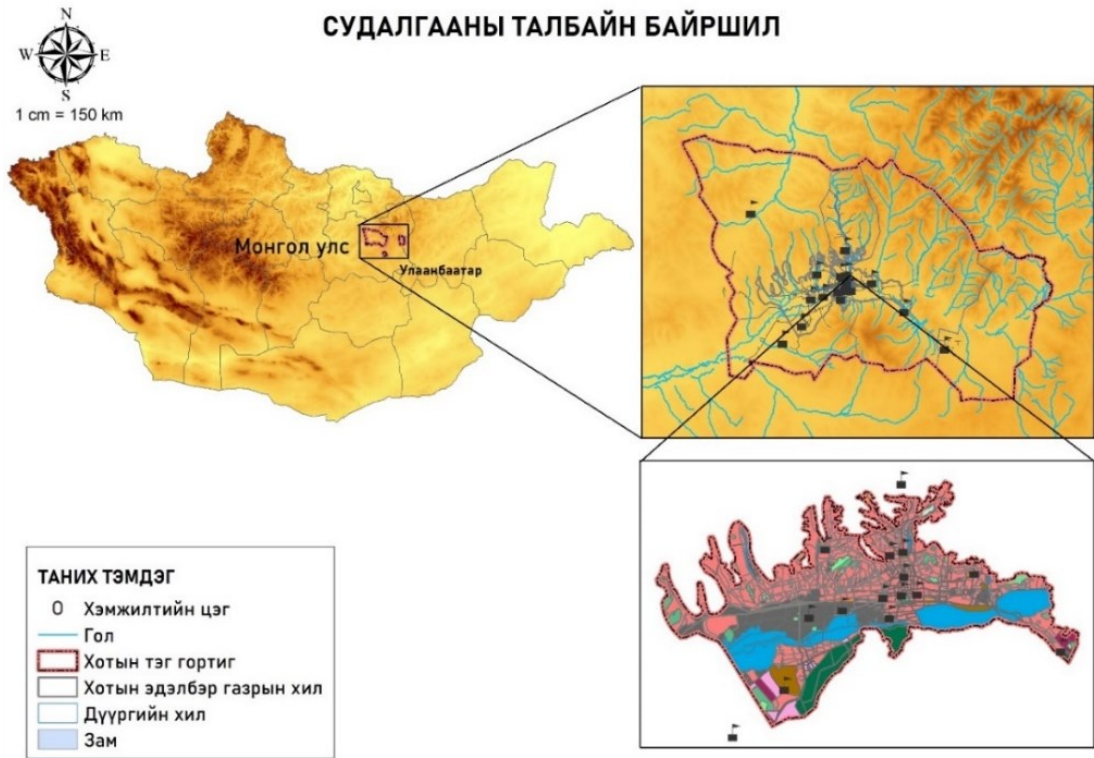 СУДАЛГААНЫ ТАЛБАЙН БАЙРШИЛ
N
W E
S
1 cm = 150 km
Монгол улс
Улаанбаатар
ТАНИХ ТЭМДЭГ
Хэмжилтийн цэг
Гол
Хотын тэг гортиг
Хотын эдэлбэр газрын хил
Дүүргийн хил
Зам